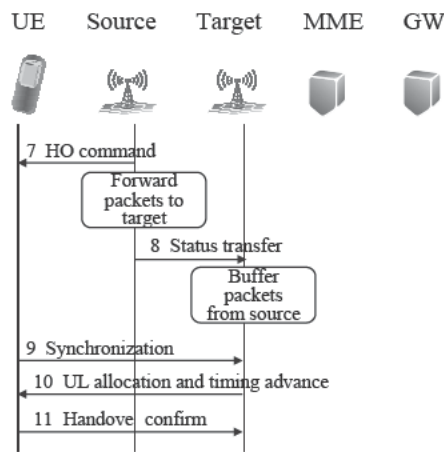 UE Source Target MME GW
7 HO command
Forward
packets to
target
8 Status transfer
Buffer
packets
from source
9 Synchronization
10 UL allocation and timing advance
11 Handove confirm